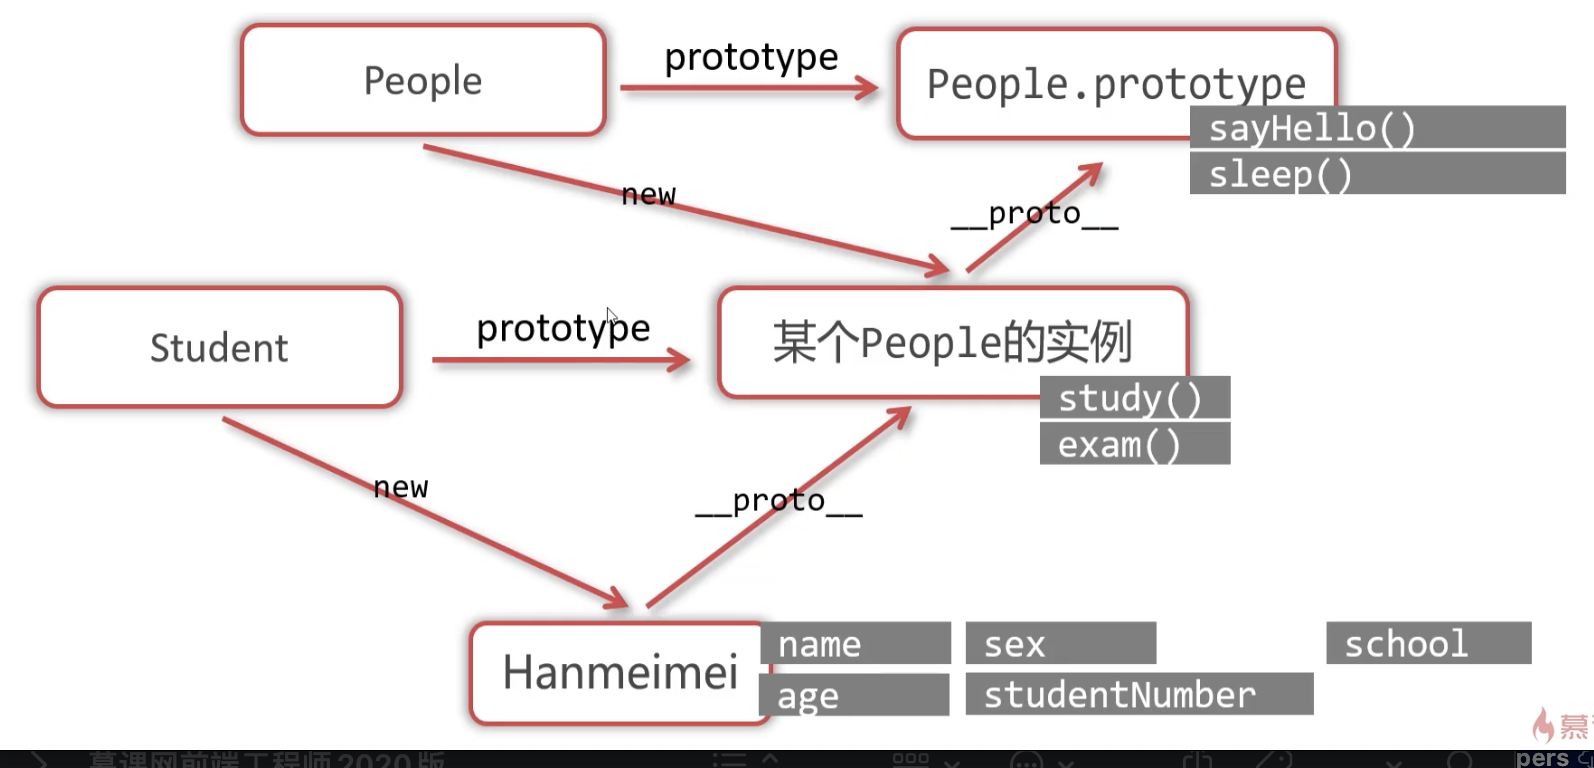 People
prototype
People.prototype
sayHello()
sleep()
new
__proto__
Student
prototype
某个People的实例
study()
exam()
new
__proto__
Hanmeimei
name
sex
school
age
studentNumber
慕课网前端工程师2020版
pers